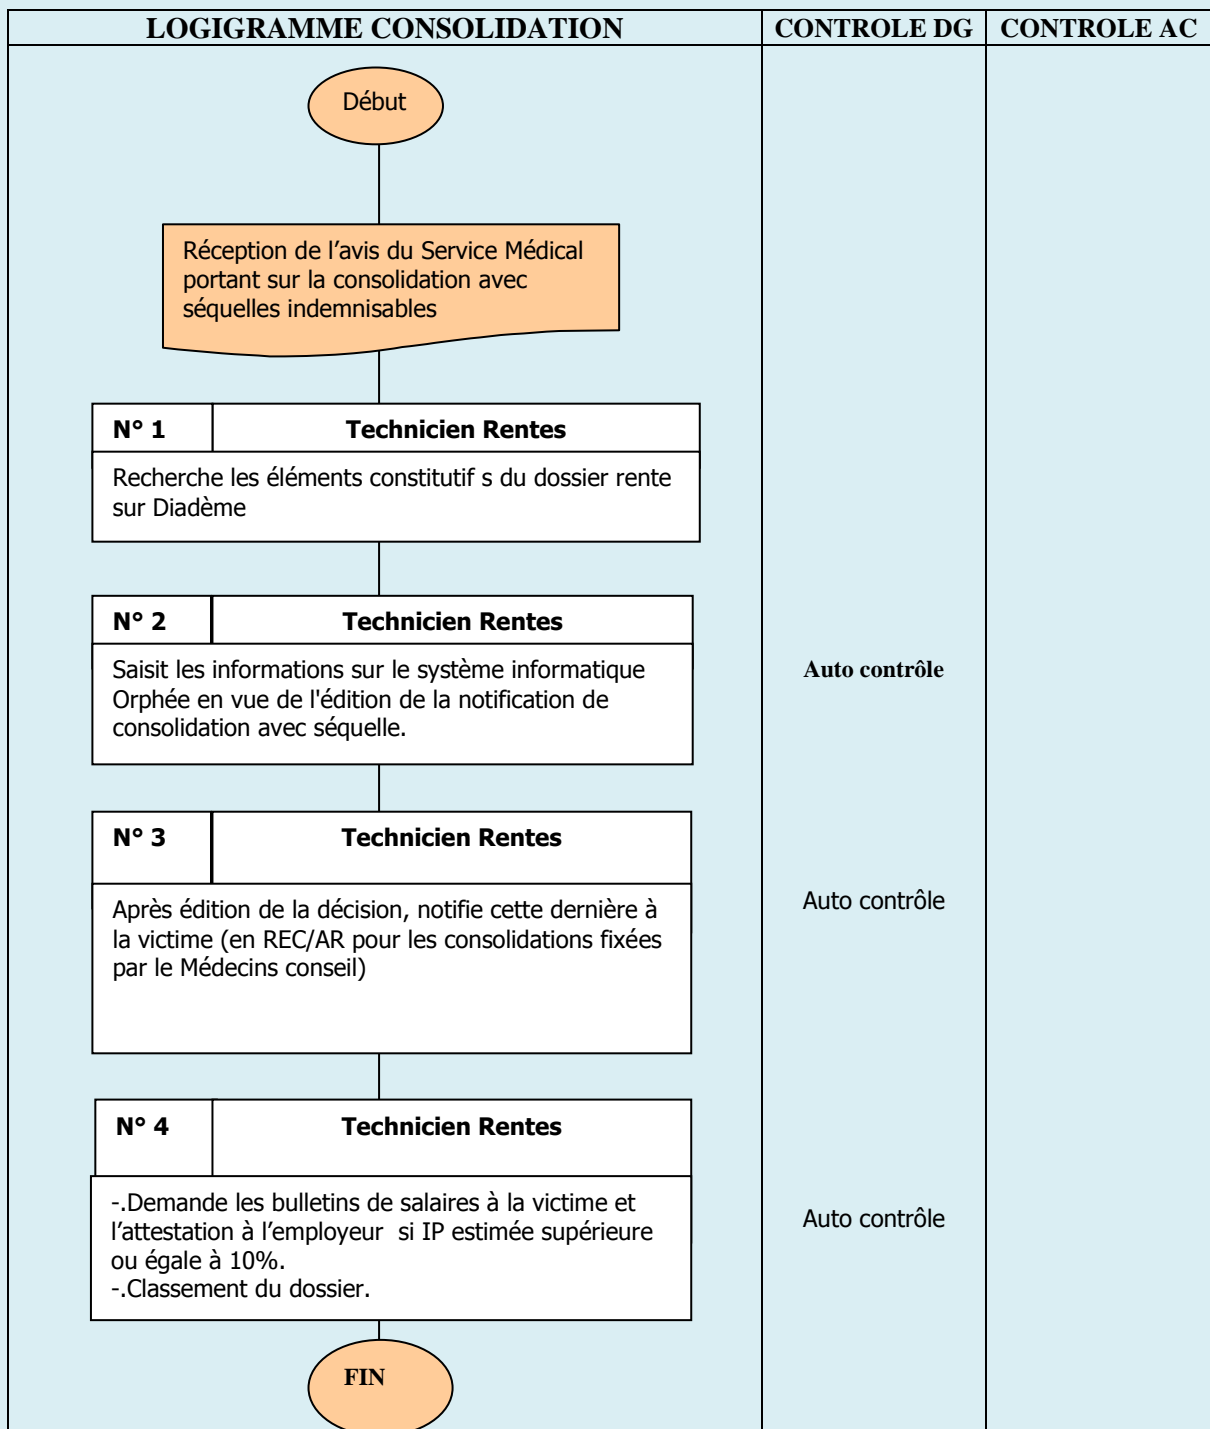 LOGIGRAMME CONSOLIDATION
CONTROLE DG
CONTROLE AC
Début
Réception de l’avis du Service Médical
portant sur la consolidation avec
séquelles indemnisables
N° 1
Technicien Rentes
Recherche les éléments constitutif s du dossier rente
sur Diadème
N° 2
Technicien Rentes
Saisit les informations sur le système informatique
Orphée en vue de l'édition de la notification de
consolidation avec séquelle.
Auto contrôle
N° 3
Technicien Rentes
Après édition de la décision, notifie cette dernière à
la victime (en REC/AR pour les consolidations fixées
par le Médecins conseil)
Auto contrôle
N° 4
Technicien Rentes
-.Demande les bulletins de salaires à la victime et
l’attestation à l’employeur  si IP estimée supérieure
ou égale à 10%.
-.Classement du dossier.
Auto contrôle
FIN